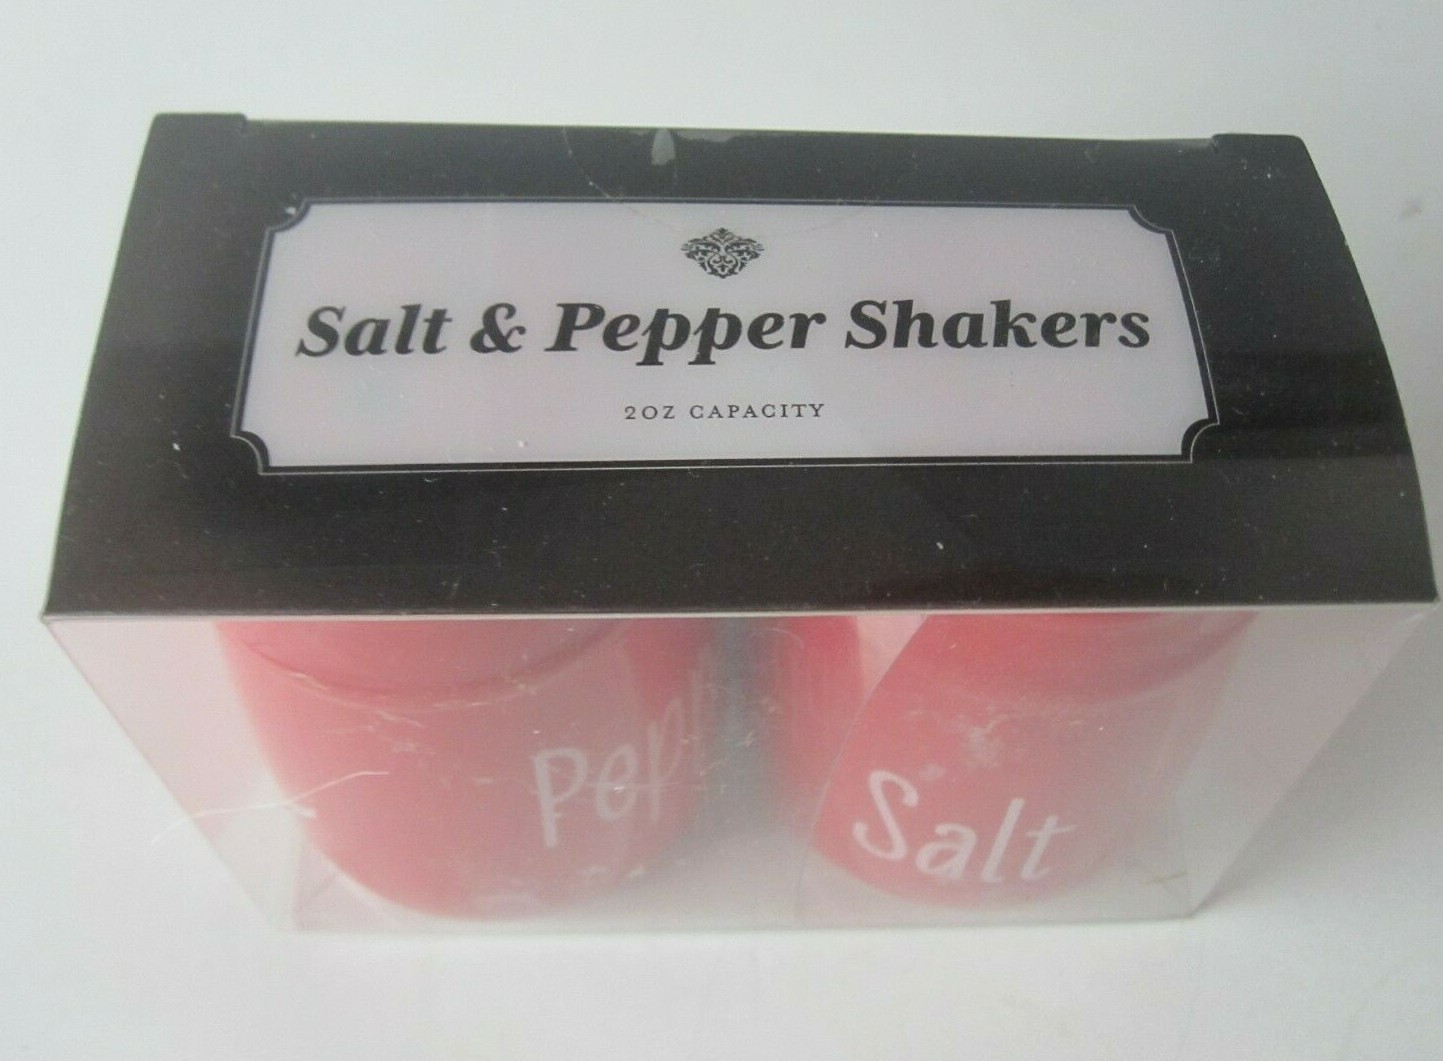 Salt & Pepper Shakers
2OZ CAPACITY
Salt